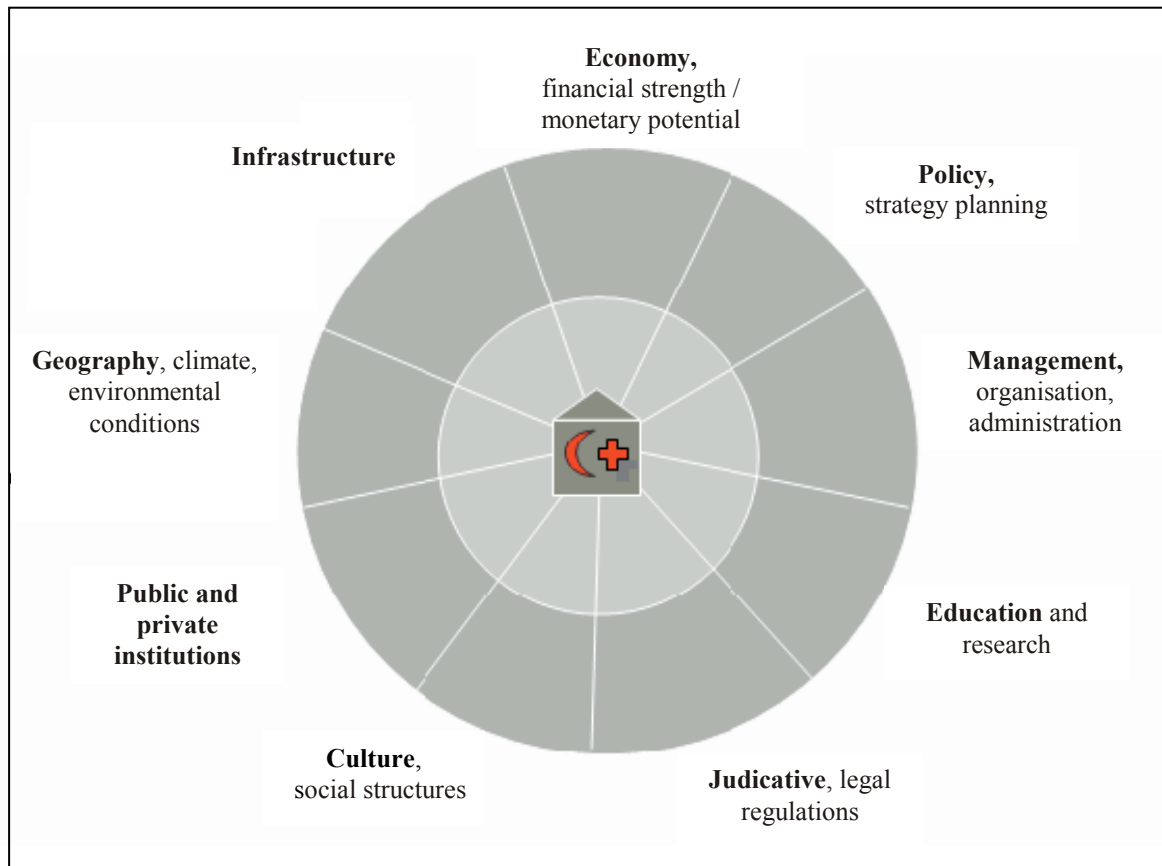 Economy,
financial strength /
monetary potential
Policy,
strategy planning
Management,
organisation,
administration
Education and
research
Judicative, legal
regulations
Culture,
social structures
Public and
private
institutions
Geography, climate,
environmental
conditions
Infrastructure